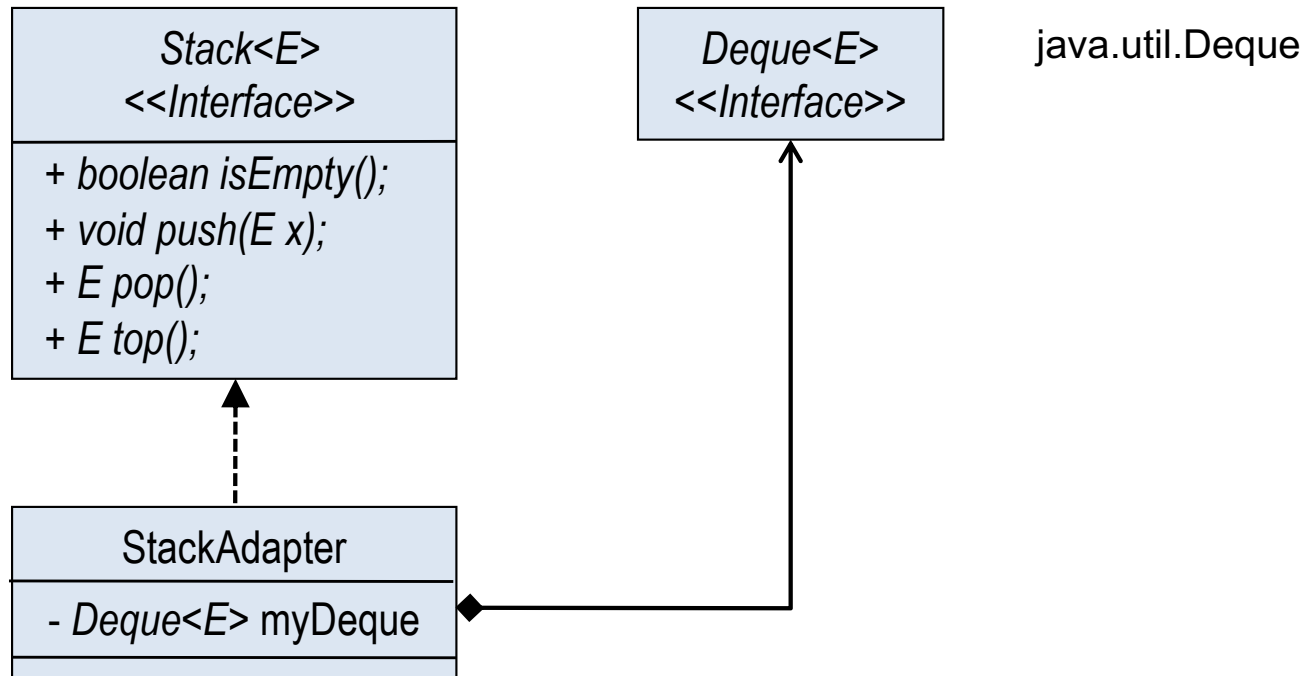 Stack<E>
<<Interface>>
+ boolean isEmpty();
+ void push(E x);
+ E pop();
+ E top();
Deque<E>
<<Interface>>
java.util.Deque
StackAdapter
- Deque<E> myDeque